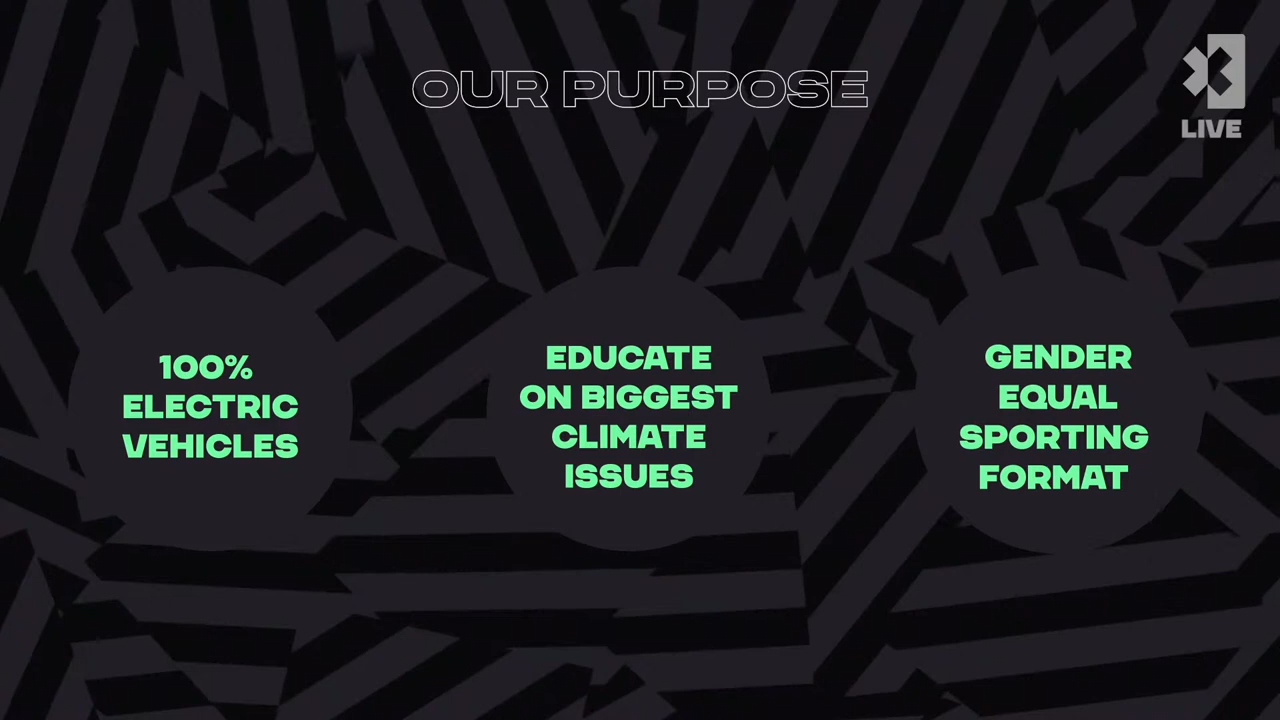 OUR PURPOSE
LIVE
100%
ELECTRIC
VEHICLES
EDUCATE
ON BIGGEST
CLIMATE
ISSUES
GENDER
EQUAL
SPORTING
FORMAT